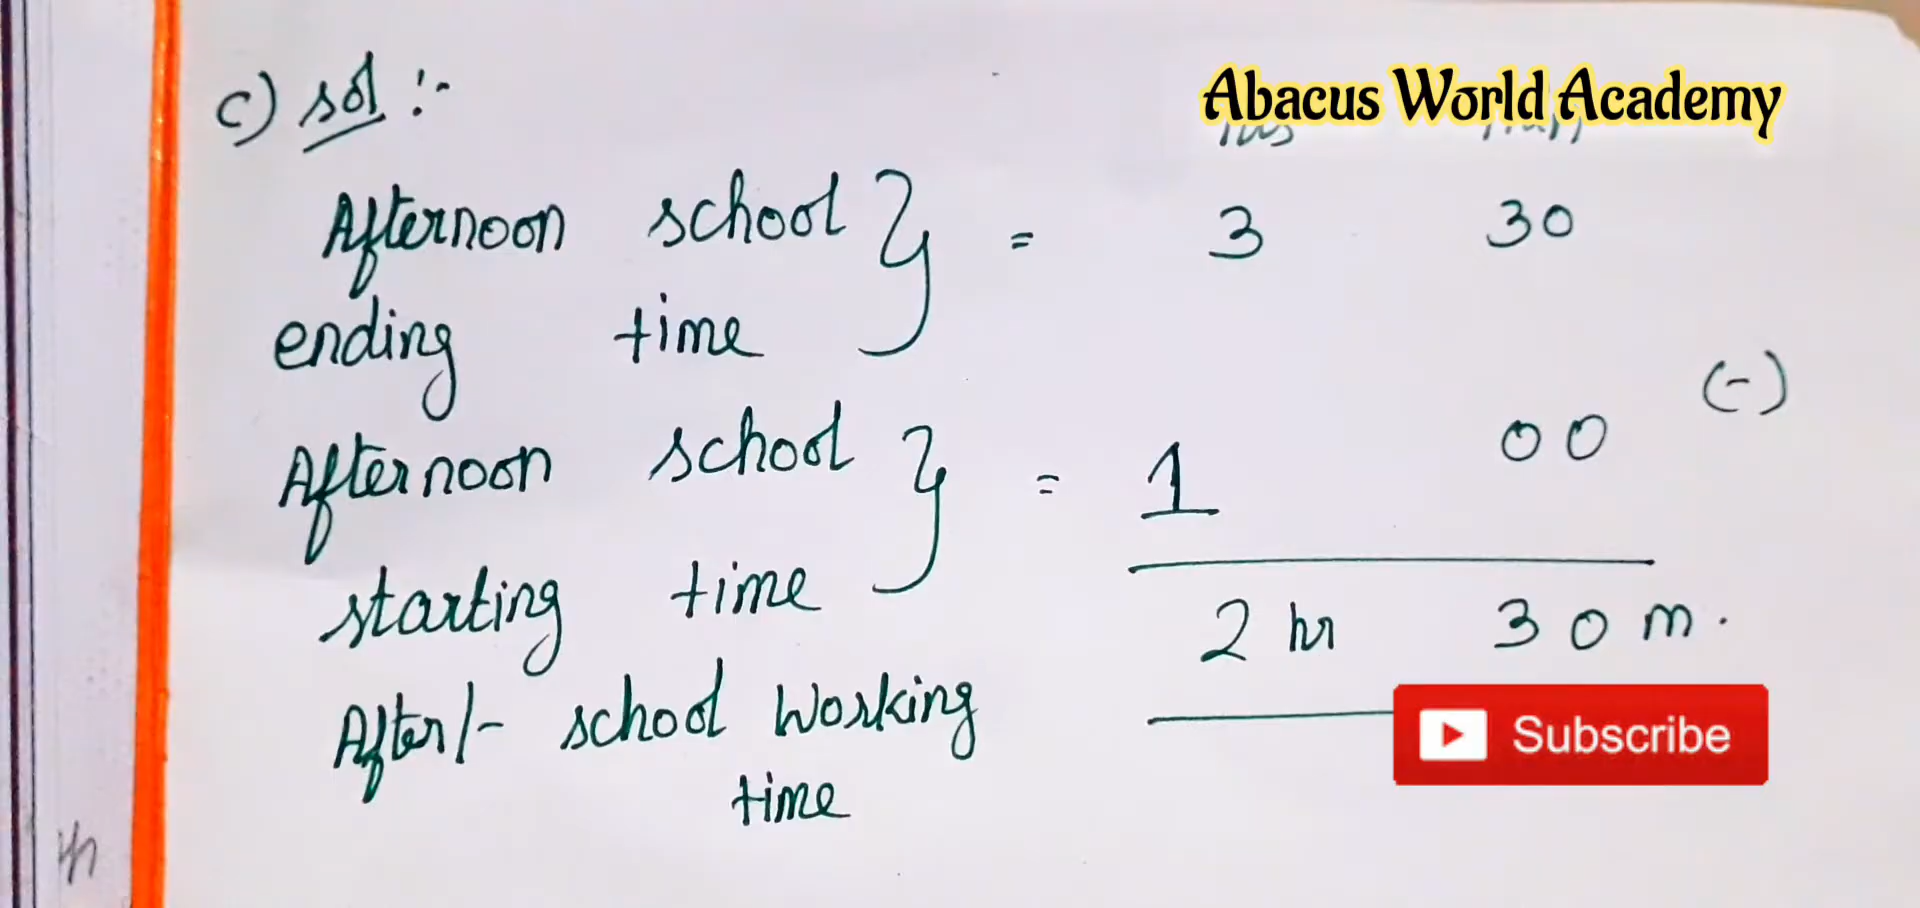 Abacus World Academy
c) sol :-
Afternoon school } = 3 30
ending time
(-)
Afternoon school } = 1 00
starting time
2 hr 30 m.
After/- school working
time
Subscribe